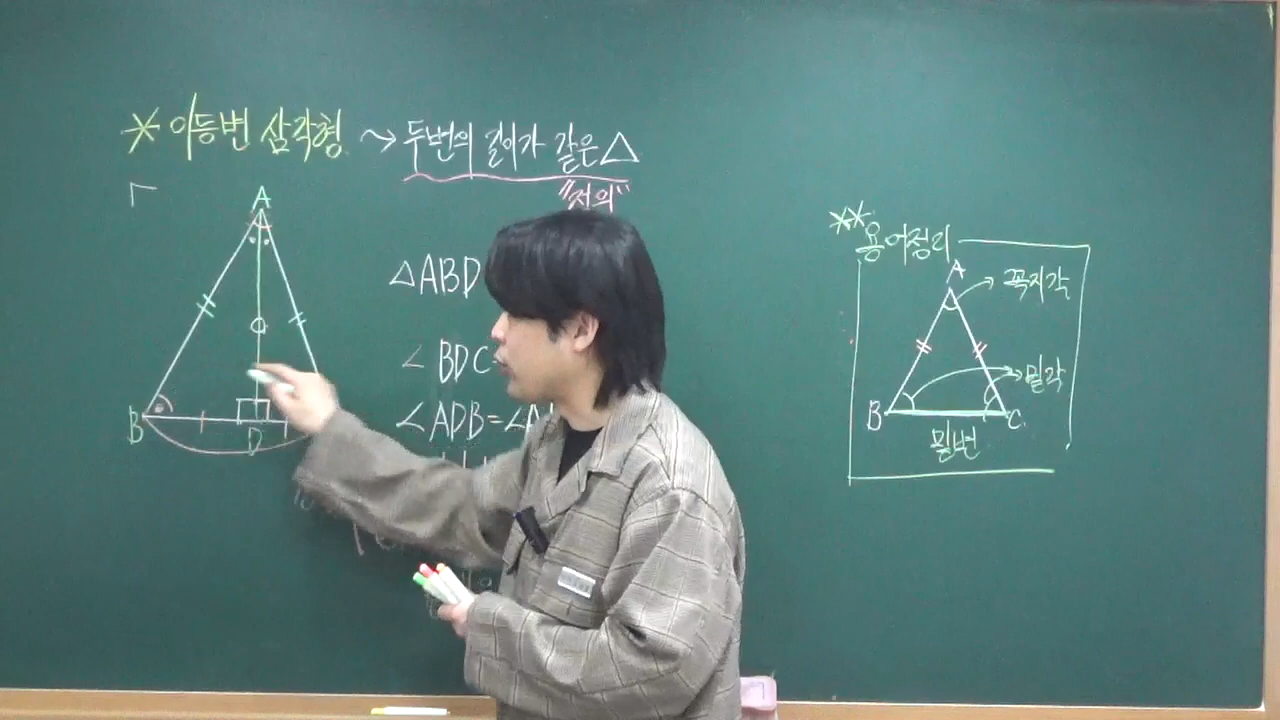 * 이등변 삼각형 ~> 두변의 길이가 같은 △
"정의"
A
B
D
△ABD
∠BDC
∠ADB=∠A
** 용어정리
A
꼭지각
밑각
B
C
밑변